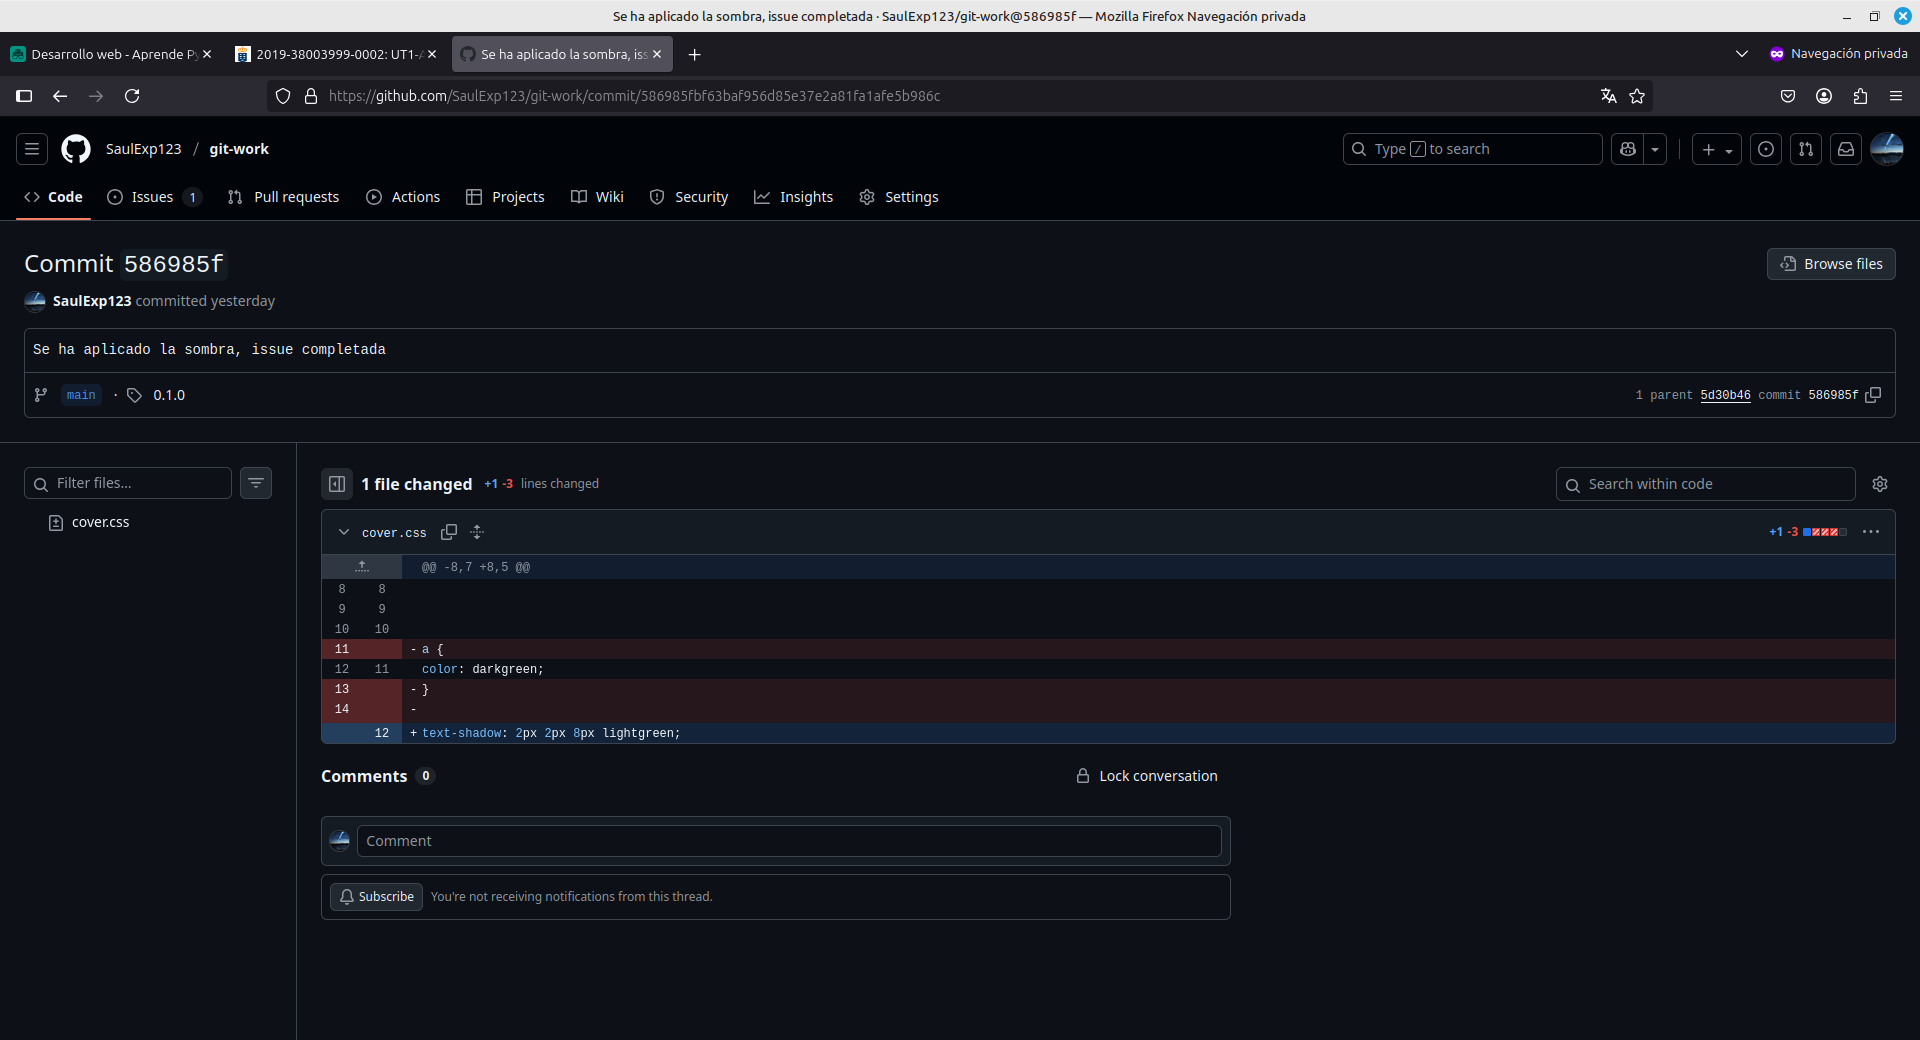 Se ha aplicado la sombra, issue completada · SaulExp123/git-work@586985f — Mozilla Firefox Navegación privada
Desarrollo web - Aprende Py
2019-38003999-0002: UT1-A
Se ha aplicado la sombra, iss
Navegación privada
https://github.com/SaulExp123/git-work/commit/586985fbf63baf956d85e37e2a81fa1afe5b986c
SaulExp123 / git-work
Type / to search
Code
Issues 1
Pull requests
Actions
Projects
Wiki
Security
Insights
Settings
Commit 586985f
Browse files
SaulExp123 committed yesterday
Se ha aplicado la sombra, issue completada
main · 0.1.0
1 parent 5d30b46 commit 586985f
Filter files...
cover.css
1 file changed +1 -3 lines changed
Search within code
cover.css
+1 -3
@@ -8,7 +8,5 @@
8 8
9 9
10 10
11 - a {
12 11 color: darkgreen;
13 - }
14 -
12 + text-shadow: 2px 2px 8px lightgreen;
Comments 0
Lock conversation
Comment
Subscribe You're not receiving notifications from this thread.